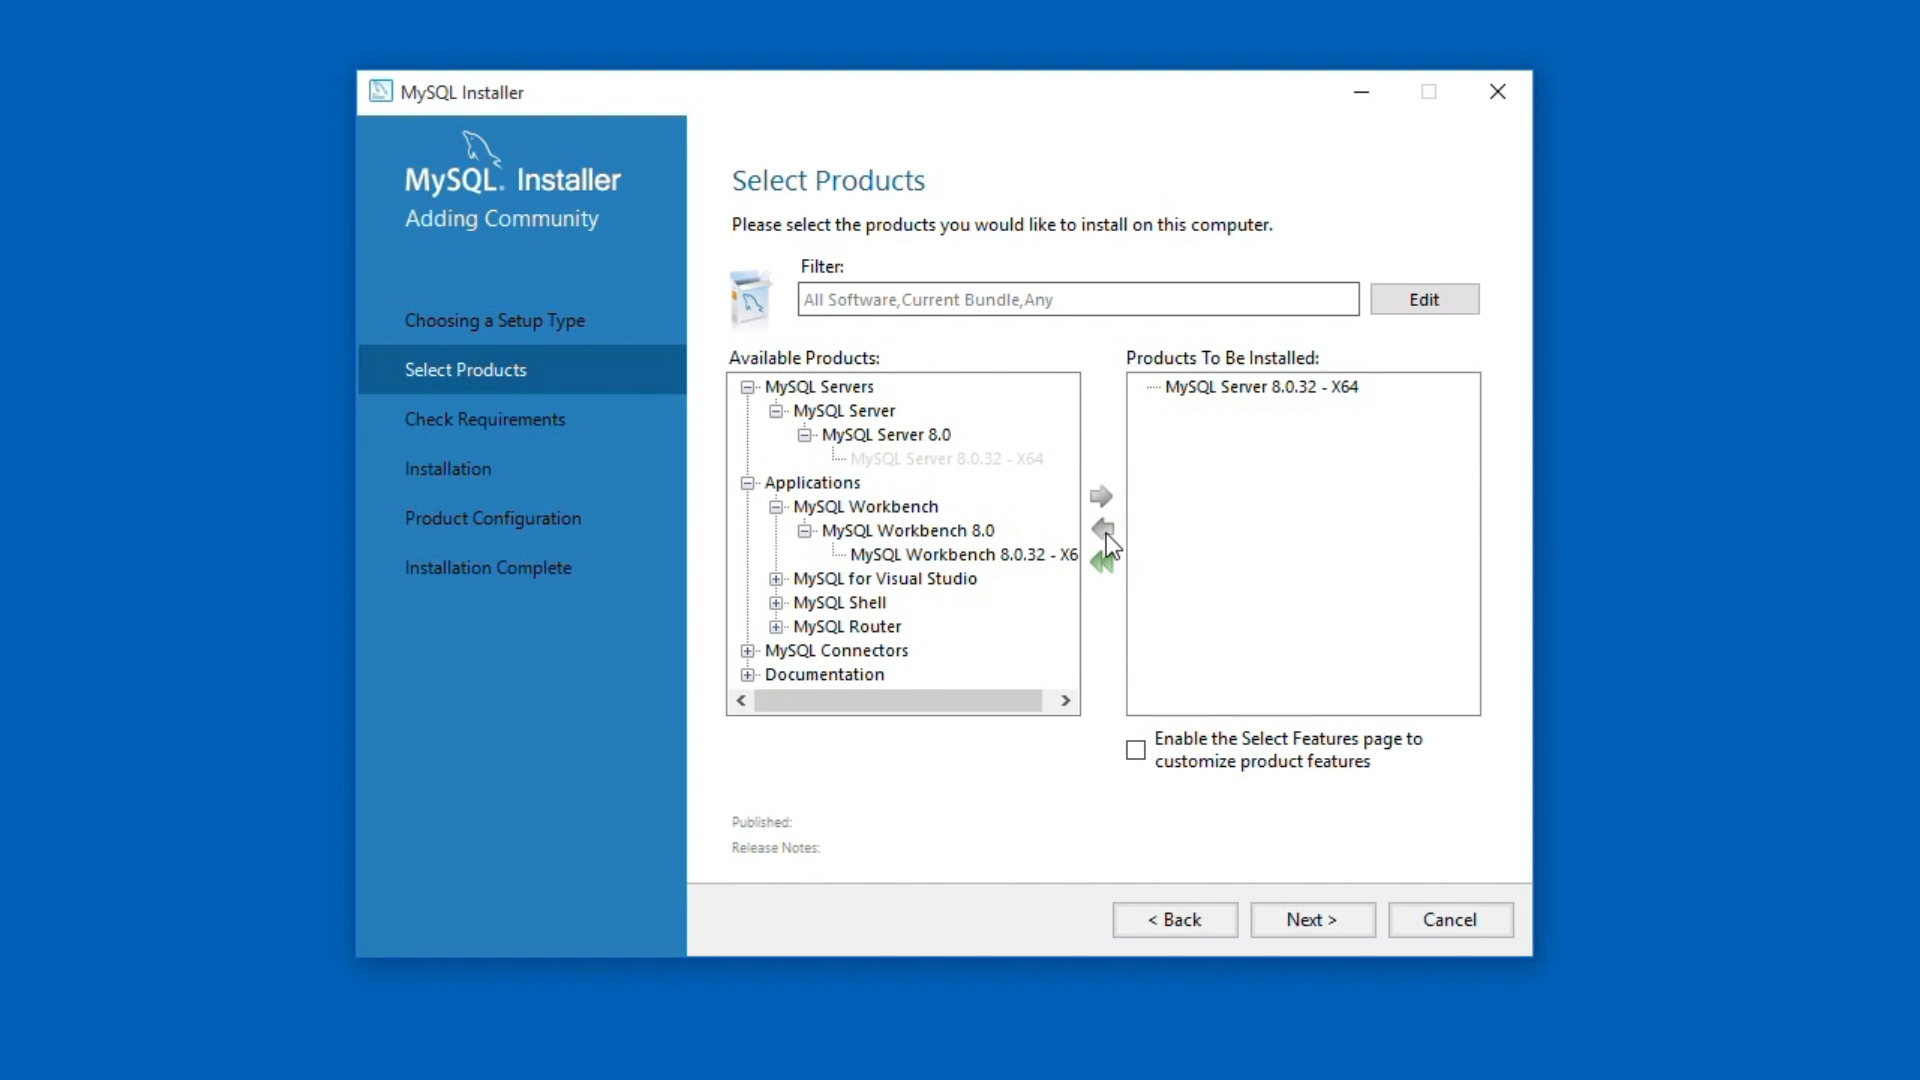 MySQL Installer
MySQL. Installer
Adding Community
Choosing a Setup Type
Select Products
Check Requirements
Installation
Product Configuration
Installation Complete
Select Products
Please select the products you would like to install on this computer.
Filter:
All Software,Current Bundle,Any
Edit
Available Products:
MySQL Servers
MySQL Server
MySQL Server 8.0
MySQL Server 8.0.32 - X64
Applications
MySQL Workbench
MySQL Workbench 8.0
MySQL Workbench 8.0.32 - X6
MySQL for Visual Studio
MySQL Shell
MySQL Router
MySQL Connectors
Documentation
Products To Be Installed:
MySQL Server 8.0.32 - X64
Enable the Select Features page to
customize product features
Published:
Release Notes:
< Back
Next >
Cancel